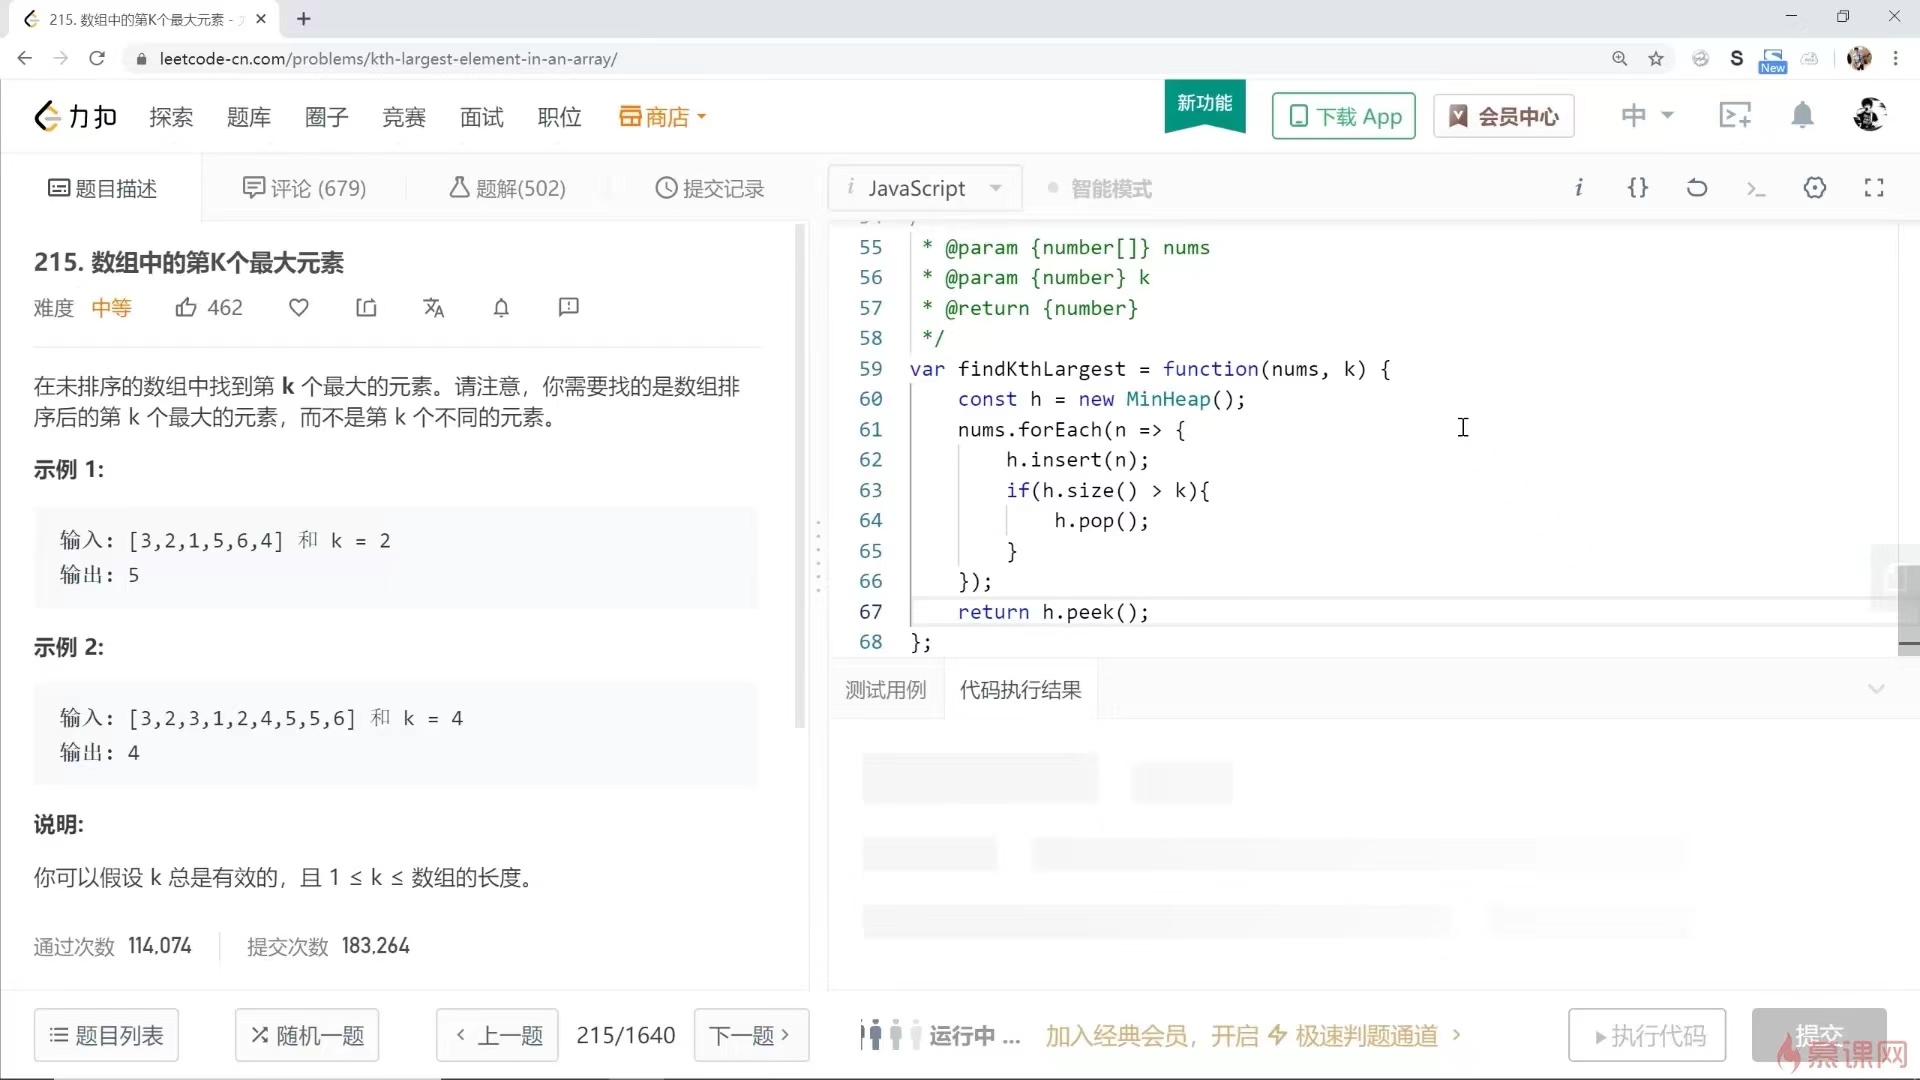 215. 数组中的第K个最大元素 -
leetcode-cn.com/problems/kth-largest-element-in-an-array/
S
New
力扣
探索
题库
圈子
竞赛
面试
职位
商店
新功能
下载 App
会员中心
中
题目描述
评论 (679)
题解(502)
提交记录
i JavaScript
智能模式
i {} >_
215. 数组中的第K个最大元素
难度 中等 462
在未排序的数组中找到第 k 个最大的元素。请注意，你需要找的是数组排
序后的第 k 个最大的元素，而不是第 k 个不同的元素。
示例 1:
输入: [3,2,1,5,6,4] 和 k = 2
输出: 5
示例 2:
输入: [3,2,3,1,2,4,5,5,6] 和 k = 4
输出: 4
说明:
你可以假设 k 总是有效的，且 1 ≤ k ≤ 数组的长度。
通过次数 114,074 提交次数 183,264
55 * @param {number[]} nums
56 * @param {number} k
57 * @return {number}
58 */
59 var findKthLargest = function(nums, k) {
60 const h = new MinHeap();
61 nums.forEach(n => {
62 h.insert(n);
63 if(h.size() > k){
64 h.pop();
65 }
66 });
67 return h.peek();
68 };
测试用例
代码执行结果
题目列表
随机一题
上一题
215/1640
下一题
运行中 ...
加入经典会员，开启 极速判题通道
执行代码
提交
慕课网